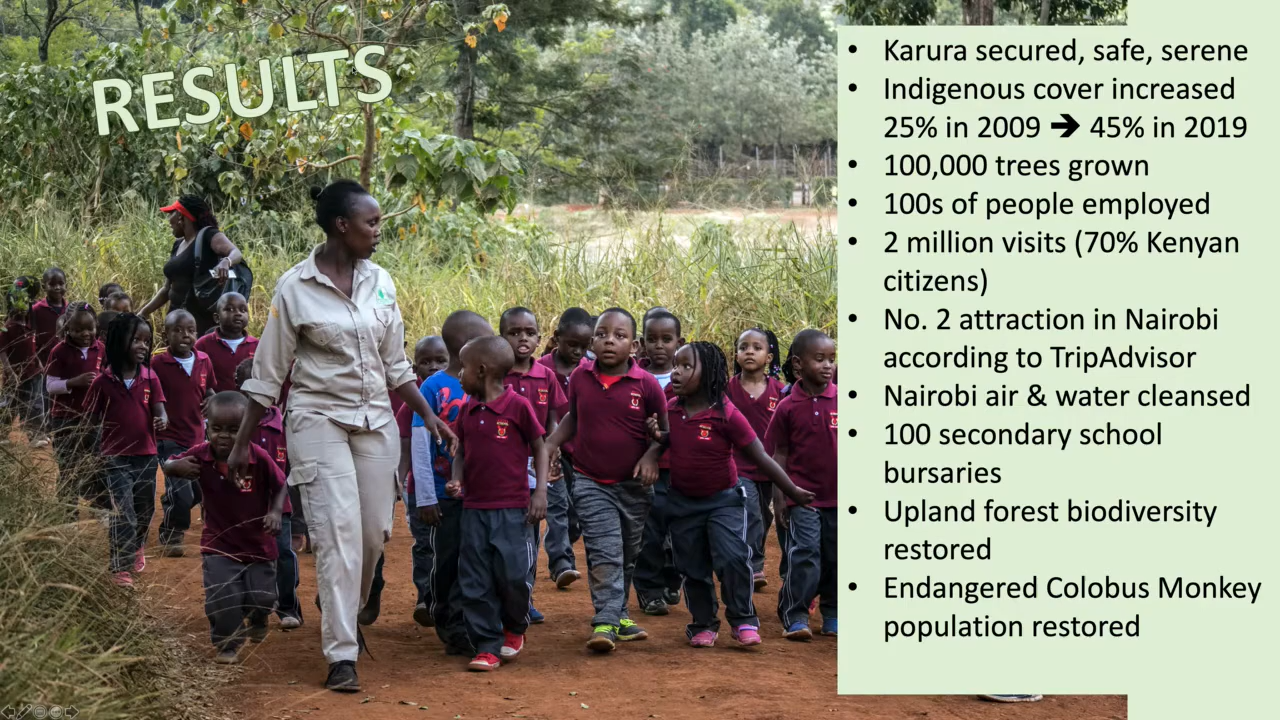 RESULTS
• Karura secured, safe, serene
• Indigenous cover increased
25% in 2009 ➔ 45% in 2019
• 100,000 trees grown
• 100s of people employed
• 2 million visits (70% Kenyan
citizens)
• No. 2 attraction in Nairobi
according to TripAdvisor
• Nairobi air & water cleansed
• 100 secondary school
bursaries
• Upland forest biodiversity
restored
• Endangered Colobus Monkey
population restored